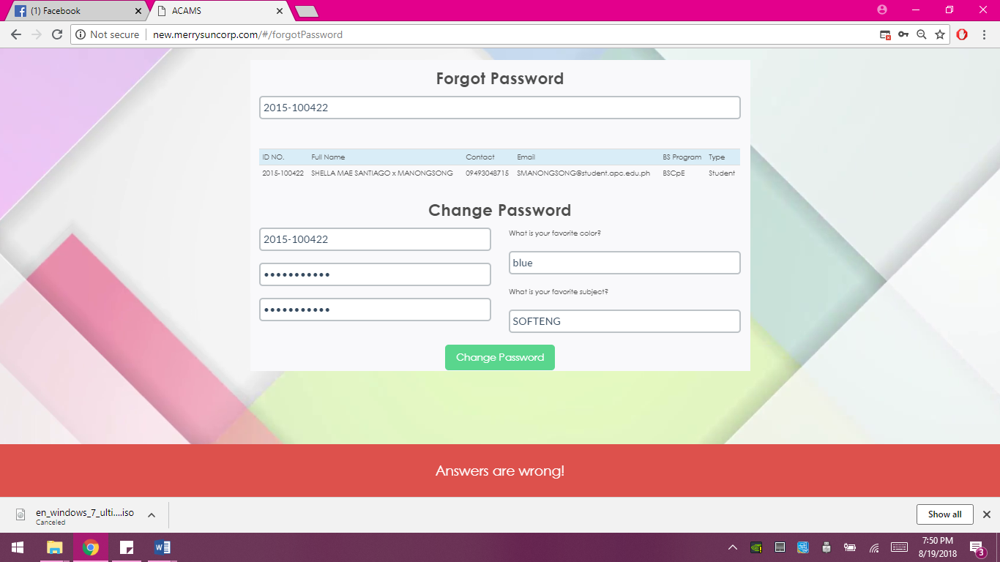 (1) Facebook
ACAMS
Not secure
new.merrysuncorp.com/#/forgotPassword
Forgot Password
2015-100422
ID NO. Full Name Contact Email BS Program Type
2015-100422 SHELLA MAE SANTIAGO x MANONGSONG 09493048715 SMANONGSONG@student.apc.edu.ph BSCpE Student
Change Password
2015-100422
What is your favorite color?
blue
•••••••••••
What is your favorite subject?
•••••••••••
SOFTENG
Change Password
Answers are wrong!
en_windows_7_ulti....iso
Canceled
Show all
7:50 PM
8/19/2018
3